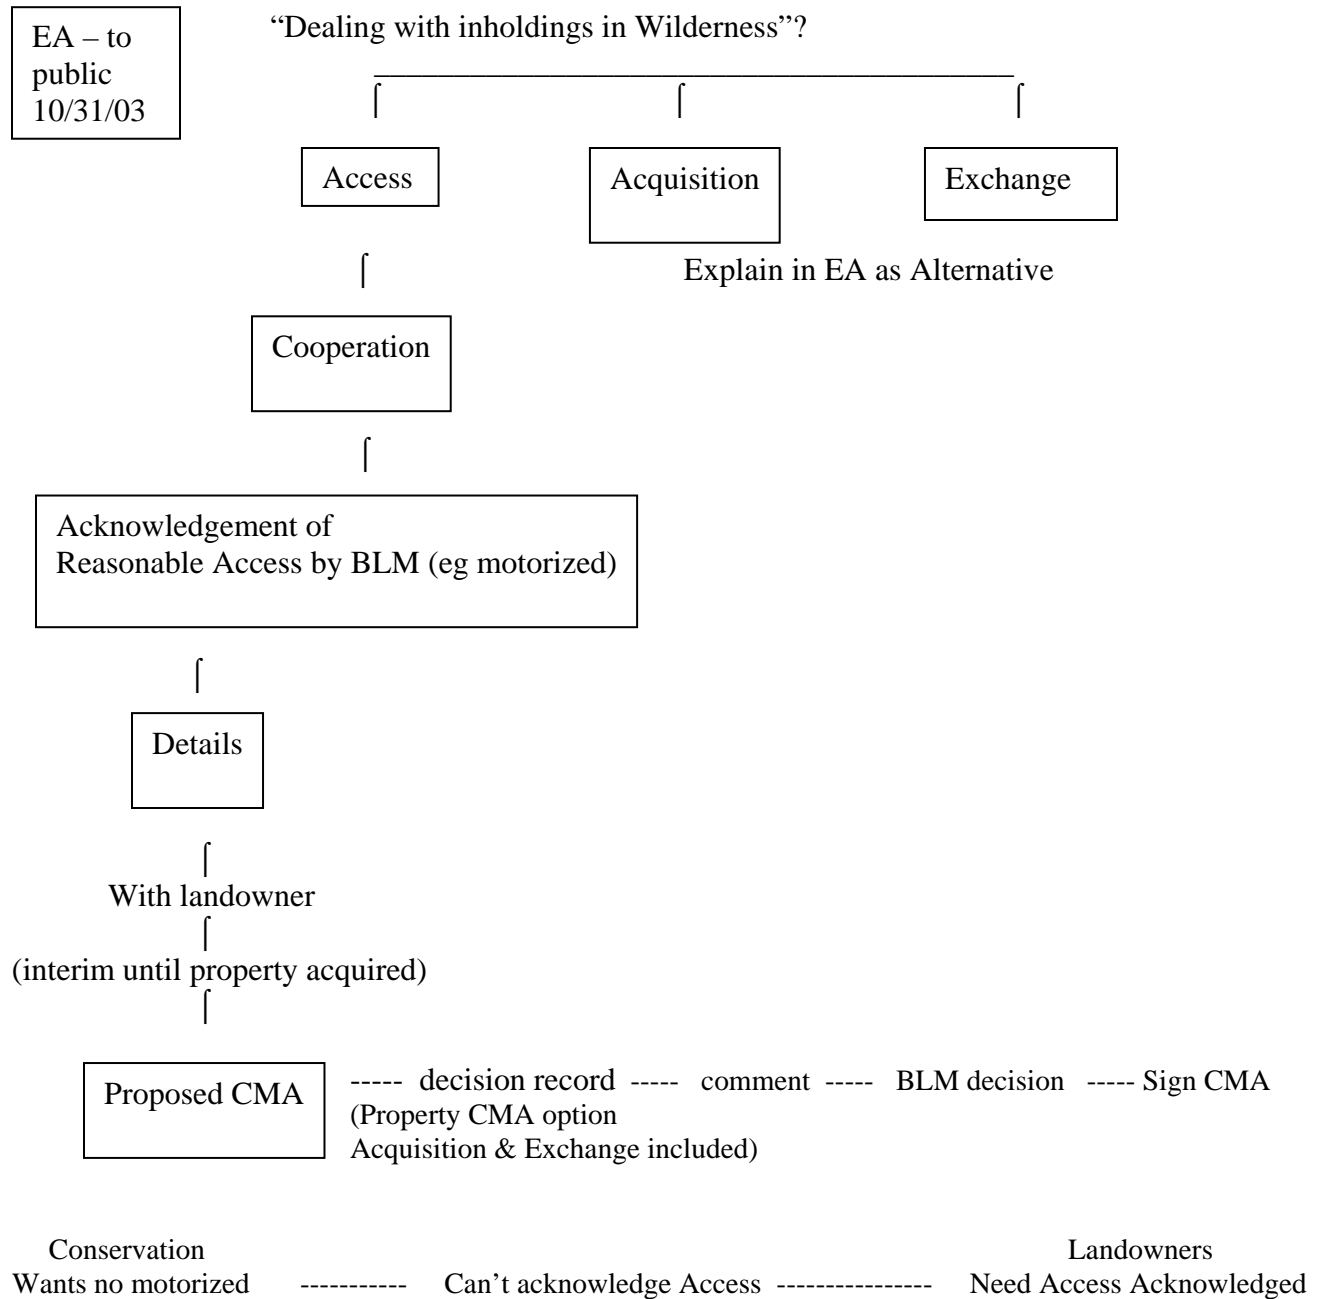 EA – to
public
10/31/03
“Dealing with inholdings in Wilderness”?
Access
Acquisition
Exchange
Explain in EA as Alternative
Cooperation
Acknowledgement of
Reasonable Access by BLM (eg motorized)
Details
With landowner
(interim until property acquired)
Proposed CMA
----- decision record ----- comment ----- BLM decision ----- Sign CMA
(Property CMA option
Acquisition & Exchange included)
Conservation Landowners
Wants no motorized ----------- Can’t acknowledge Access ---------------- Need Access Acknowledged